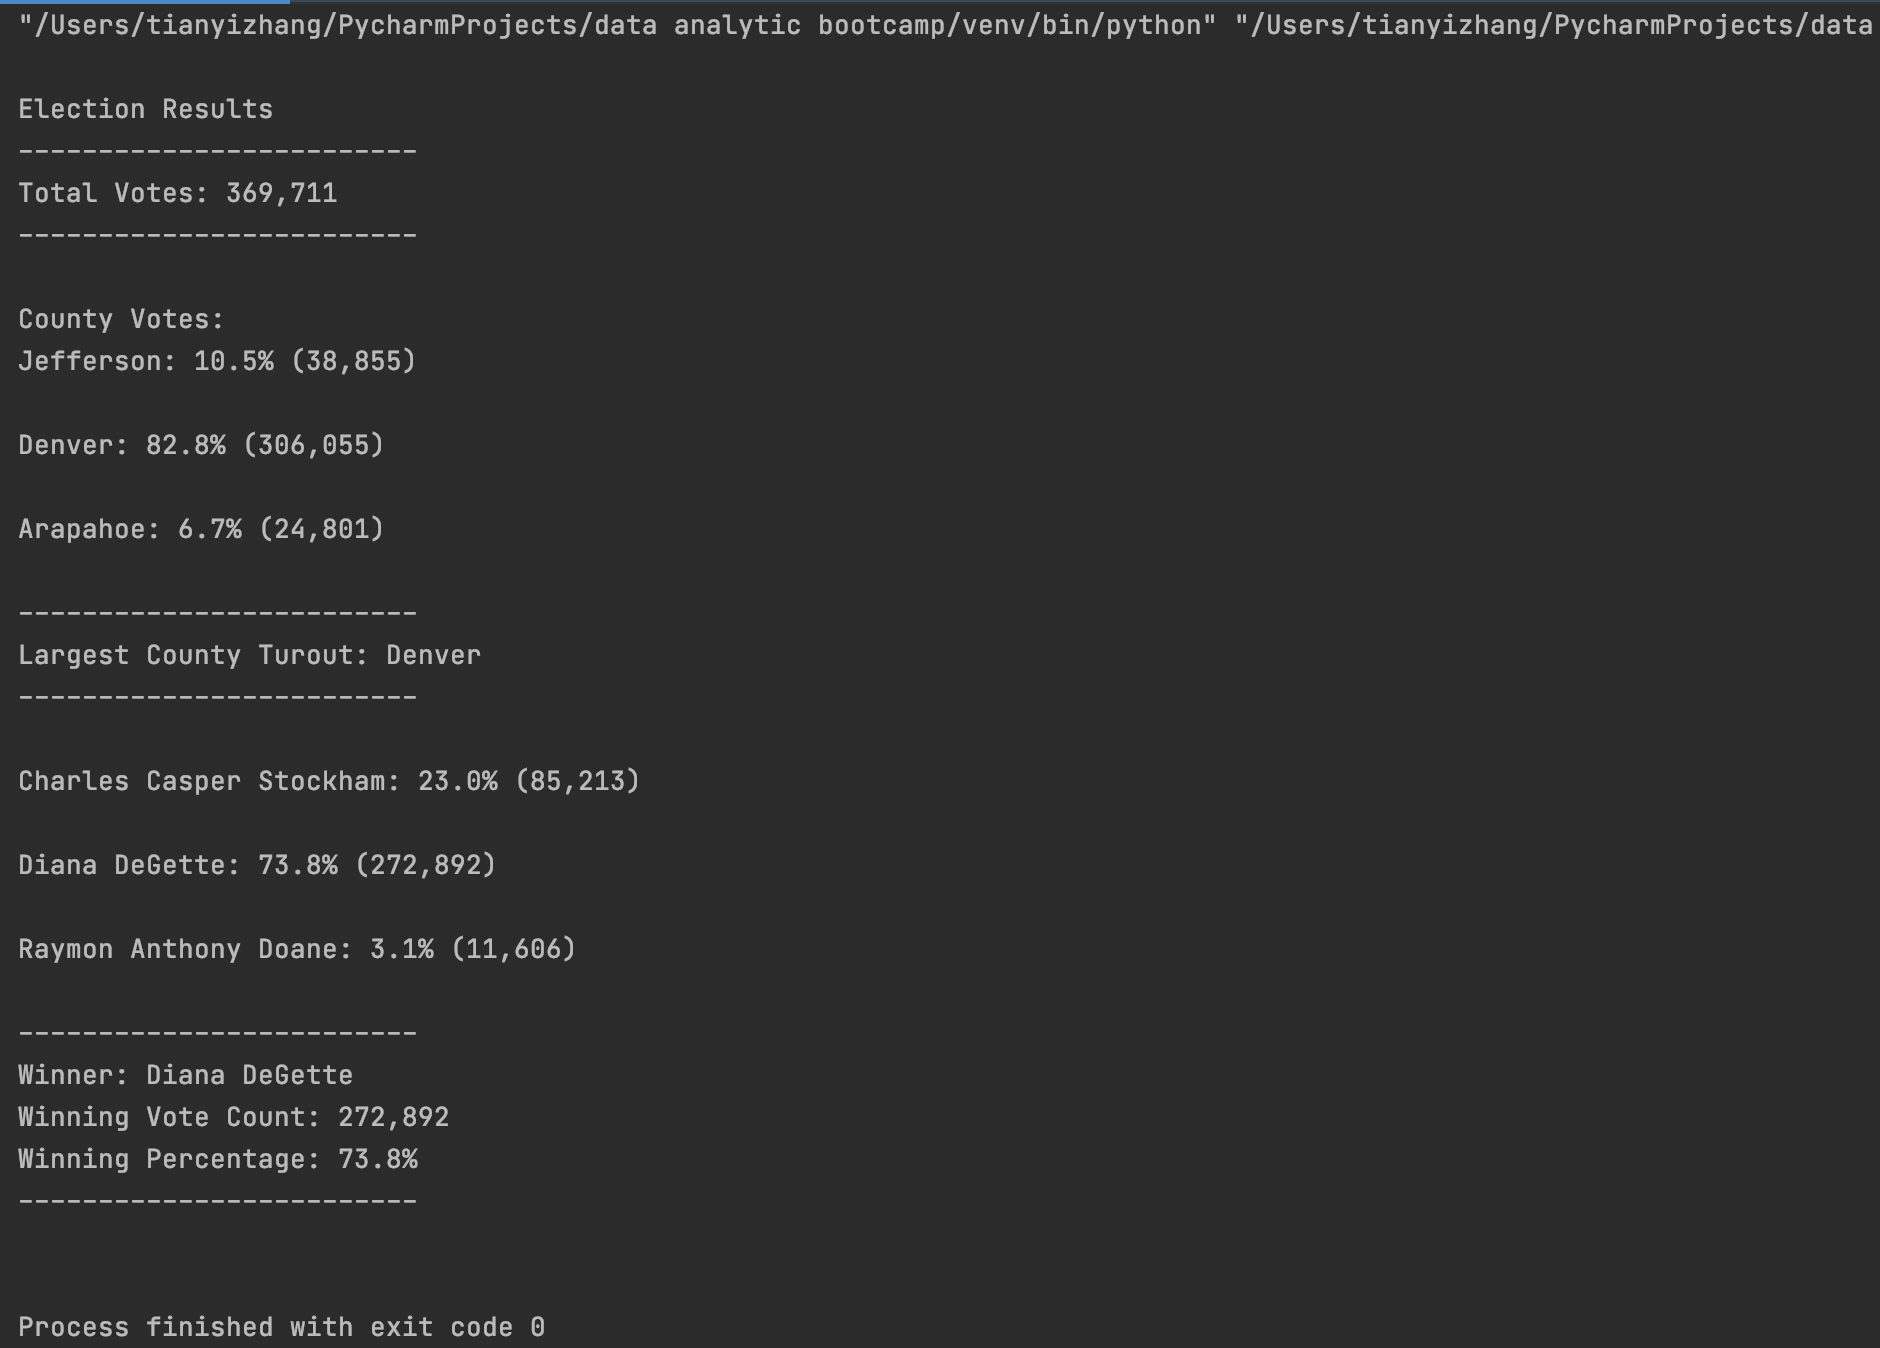 "/Users/tianyizhang/PycharmProjects/data analytic bootcamp/venv/bin/python" "/Users/tianyizhang/PycharmProjects/data
Election Results
-------------------------
Total Votes: 369,711
-------------------------
County Votes:
Jefferson: 10.5% (38,855)
Denver: 82.8% (306,055)
Arapahoe: 6.7% (24,801)
-------------------------
Largest County Turout: Denver
-------------------------
Charles Casper Stockham: 23.0% (85,213)
Diana DeGette: 73.8% (272,892)
Raymon Anthony Doane: 3.1% (11,606)
-------------------------
Winner: Diana DeGette
Winning Vote Count: 272,892
Winning Percentage: 73.8%
-------------------------
Process finished with exit code 0